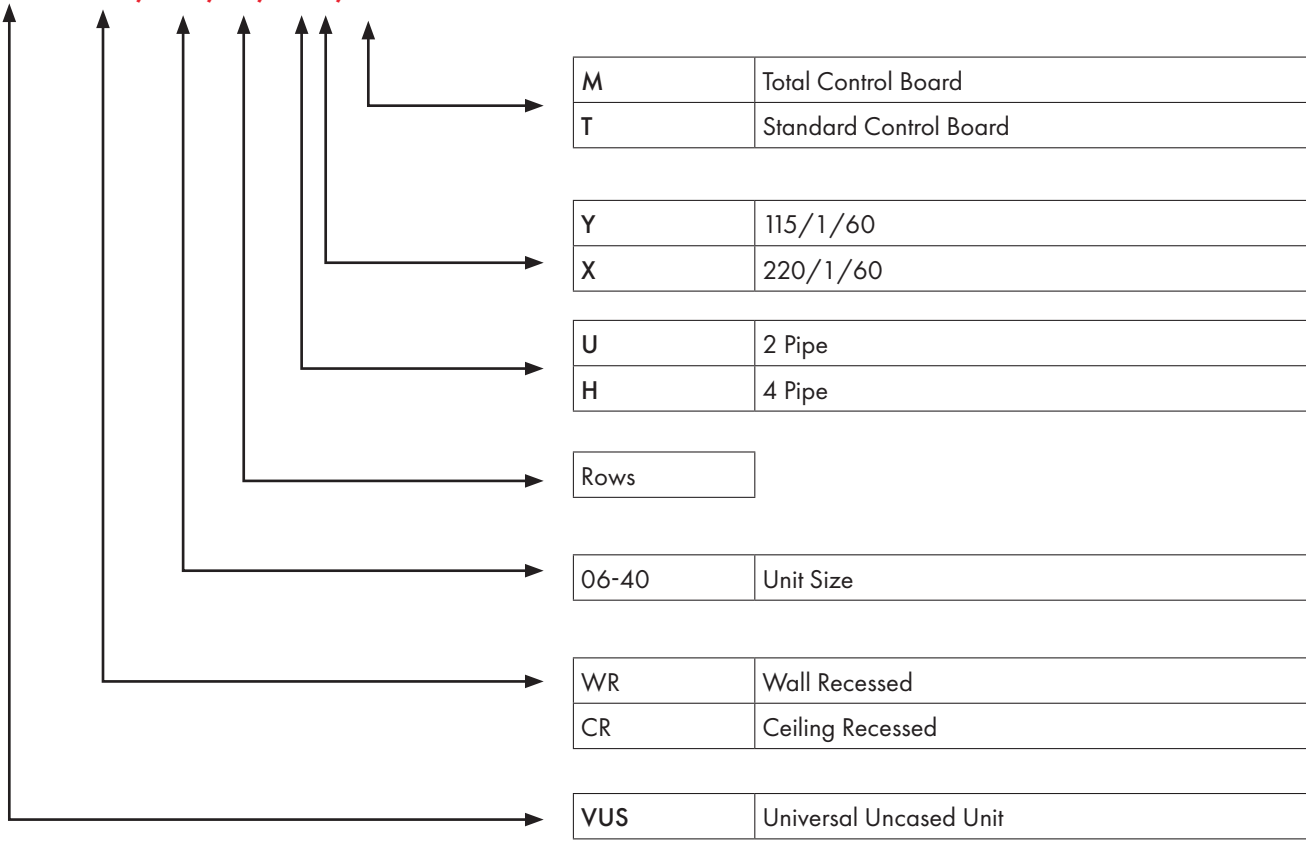 M Total Control Board
T Standard Control Board
Y 115/1/60
X 220/1/60
U 2 Pipe
H 4 Pipe
Rows
06-40 Unit Size
WR Wall Recessed
CR Ceiling Recessed
VUS Universal Uncased Unit